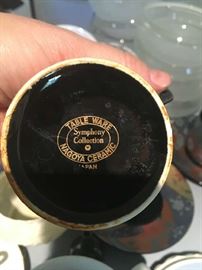 TABLE WARE
Symphony
Collection
NAGOYA CERAMIC
JAPAN